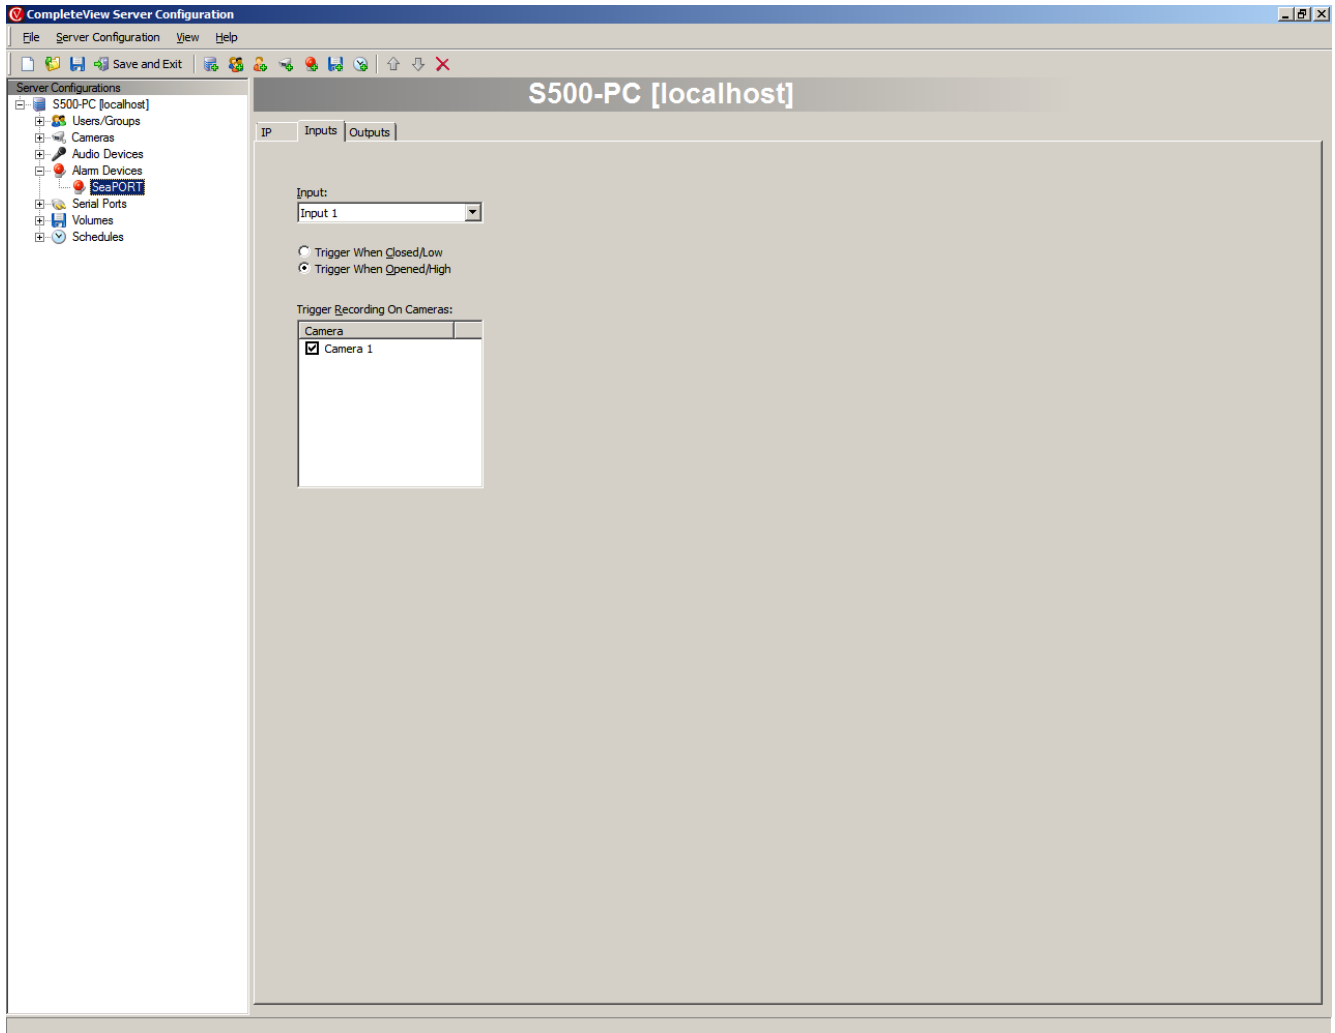 CompleteView Server Configuration
File Server Configuration View Help
Save and Exit
Server Configurations
S500-PC [localhost]
Users/Groups
Cameras
Audio Devices
Alarm Devices
SeaPORT
Serial Ports
Volumes
Schedules
S500-PC [localhost]
IP Inputs Outputs
Input:
Input 1
Trigger When Closed/Low
Trigger When Opened/High
Trigger Recording On Cameras:
Camera
Camera 1